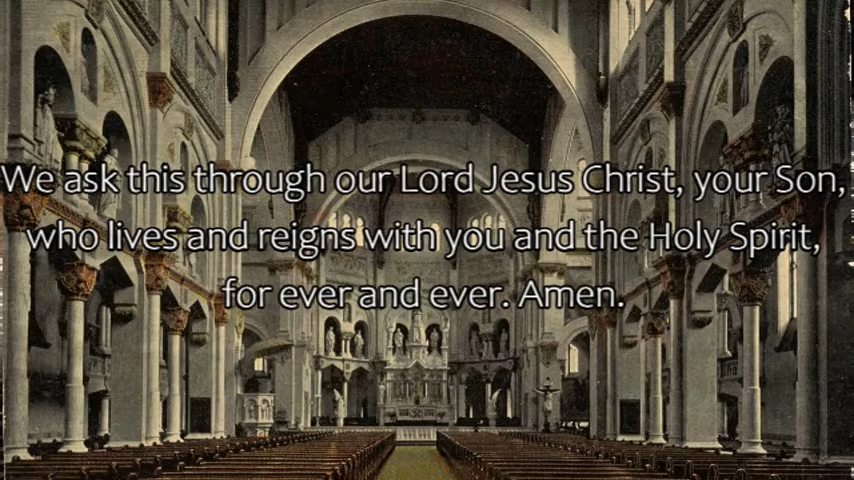 We ask this through our Lord Jesus Christ, your Son,
who lives and reigns with you and the Holy Spirit,
for ever and ever. Amen.